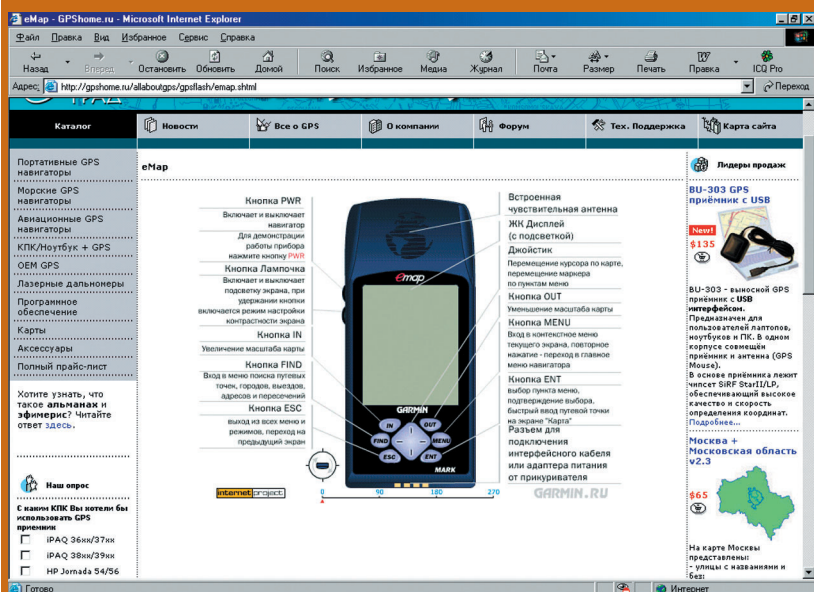 eMap - GPShome.ru - Microsoft Internet Explorer
Файл Правка Вид Избранное Сервис Справка
Назад Вперед Остановить Обновить Домой Поиск Избранное Медиа Журнал Почта Размер Печать Правка ICQ Pro
Адрес: http://gpshome.ru/allaboutgps/gpsflash/emap.shtml Переход
Каталог
Новости
Все о GPS
О компании
Форум
Тех. Поддержка
Карта сайта
Портативные GPS
навигаторы
Морские GPS
навигаторы
Авиационные GPS
навигаторы
КПК/Ноутбук + GPS
OEM GPS
Лазерные дальномеры
Программное
обеспечение
Карты
Аксессуары
Полный прайс-лист
Хотите узнать, что
такое альманах и
эфимерис? Читайте
ответ здесь.
Наш опрос
С каким КПК Вы хотели бы
использовать GPS
приемник
iPAQ 36xx/37xx
iPAQ 38xx/39xx
HP Jornada 54/56
eMap
Кнопка PWR
Включает и выключает
навигатор
Для демонстрации
работы прибора
нажмите кнопку PWR
Кнопка Лампочка
Включает и выключает
подсветку экрана, при
удержании кнопки
включается режим настройки
контрастности экрана
Кнопка IN
Увеличение масштаба карты
Кнопка FIND
Вход в меню поиска путевых
точек, городов, выездов,
адресов и пересечений
Кнопка ESC
выход из всех меню и
режимов, переход на
предыдущий экран
emap
GARMIN
IN
OUT
FIND
MENU
ESC
ENT
MARK
Встроенная
чувствительная антенна
ЖК Дисплей
(с подсветкой)
Джойстик
Перемещение курсора по карте,
перемещение маркера
по пунктам меню
Кнопка OUT
Уменьшение масштаба карты
Кнопка MENU
Вход в контекстное меню
текущего экрана, повторное
нажатие - переход в главное
меню навигатора
Кнопка ENT
выбор пункта меню,
подтверждение выбора,
быстрый ввод путевой точки
на экране "Карта"
Разъем для
подключения
интерфейсного кабеля
или адаптера питания
от прикуривателя
internet project
0 90 180 270
GARMIN.RU
Лидеры продаж
BU-303 GPS
приёмник с USB
New!
$135
BU-303 - выносной GPS
приёмник с USB
интерфейсом.
Предназначен для
пользователей лаптопов,
ноутбуков и ПК. В одном
корпусе совмещён
приёмник и антенна (GPS
Mouse).
В основе приёмника лежит
чипсет SiRF StarII/LP,
обеспечивающий высокое
качество и скорость
определения координат.
Подробнее...
Москва +
Московская область
v2.3
$65
На карте Москвы
представлены:
- улицы с названиями и
без:
Готово
Интернет